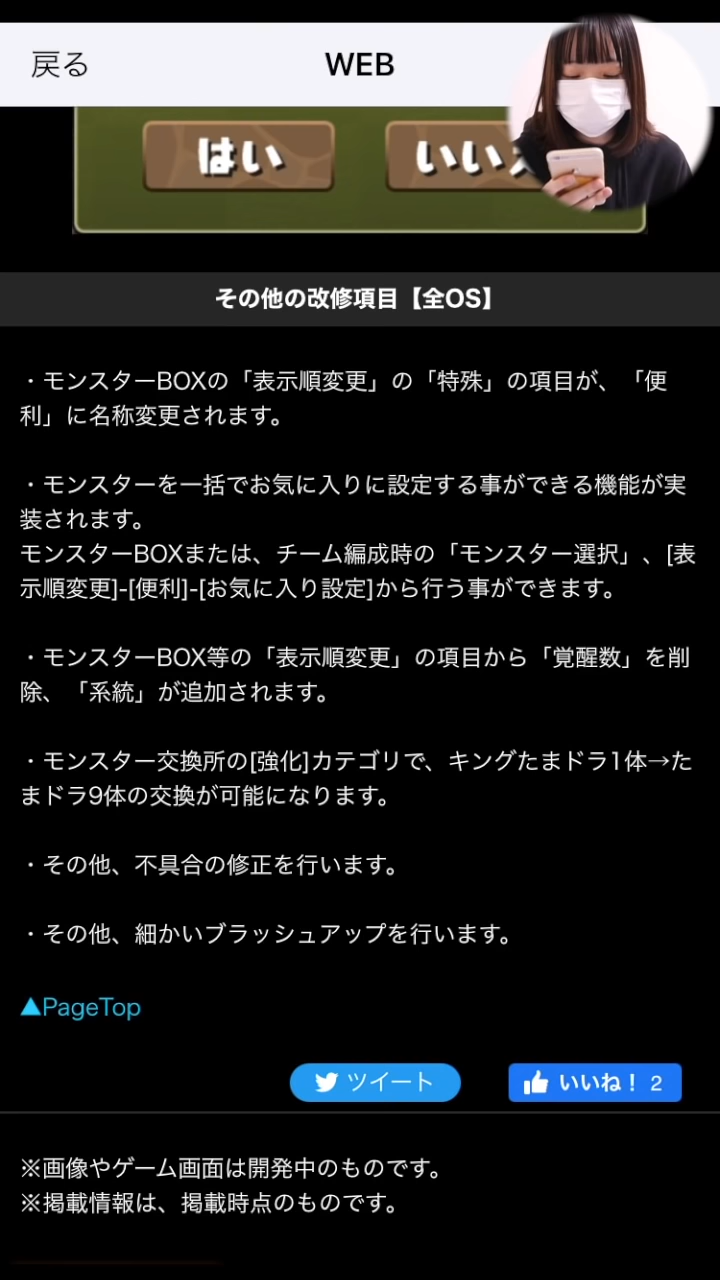 戻る
WEB
はい
いい
その他の改修項目【全OS】
・モンスターBOXの「表示順変更」の「特殊」の項目が、「便
利」に名称変更されます。
・モンスターを一括でお気に入りに設定する事ができる機能が実
装されます。
モンスターBOXまたは、チーム編成時の「モンスター選択」、[表
示順変更]-[便利]-[お気に入り設定]から行う事ができます。
・モンスターBOX等の「表示順変更」の項目から「覚醒数」を削
除、「系統」が追加されます。
・モンスター交換所の[強化]カテゴリで、キングたまドラ1体→た
まドラ9体の交換が可能になります。
・その他、不具合の修正を行います。
・その他、細かいブラッシュアップを行います。
▲PageTop
ツイート
いいね！ 2
※画像やゲーム画面は開発中のものです。
※掲載情報は、掲載時点のものです。